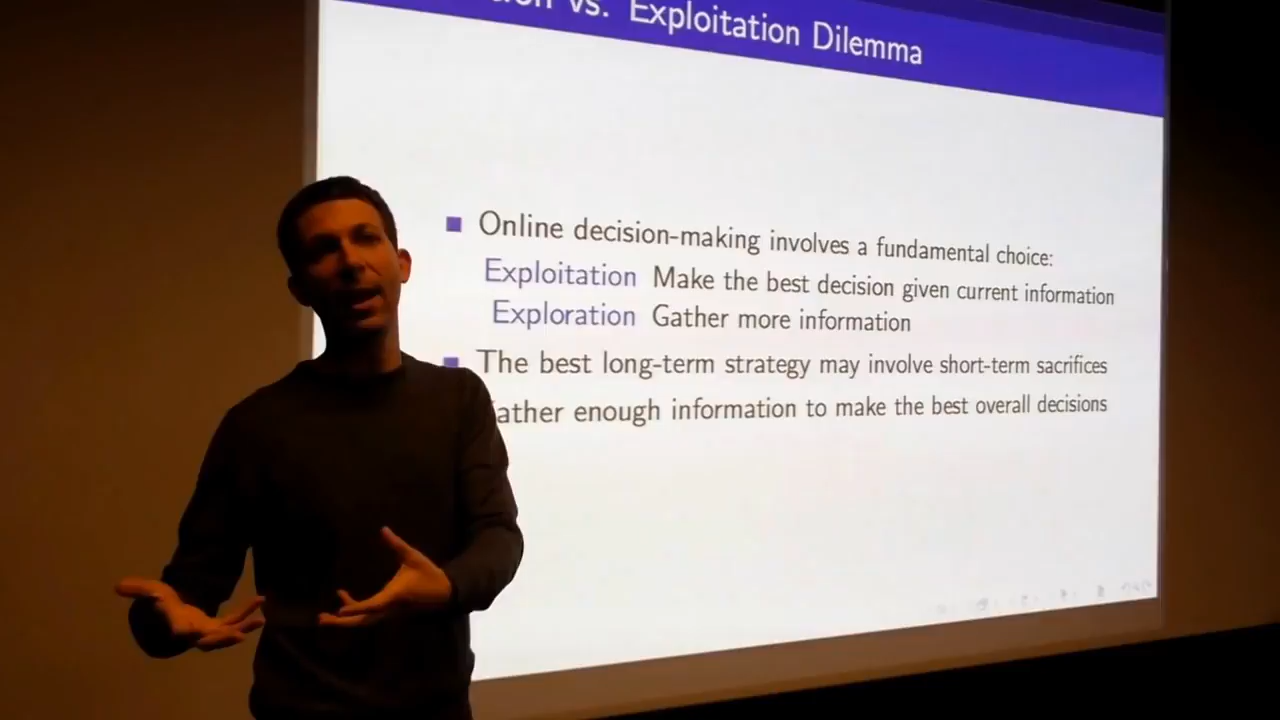 vs. Exploitation Dilemma
Online decision-making involves a fundamental choice:
Exploitation Make the best decision given current information
Exploration Gather more information
The best long-term strategy may involve short-term sacrifices
enough information to make the best overall decisions